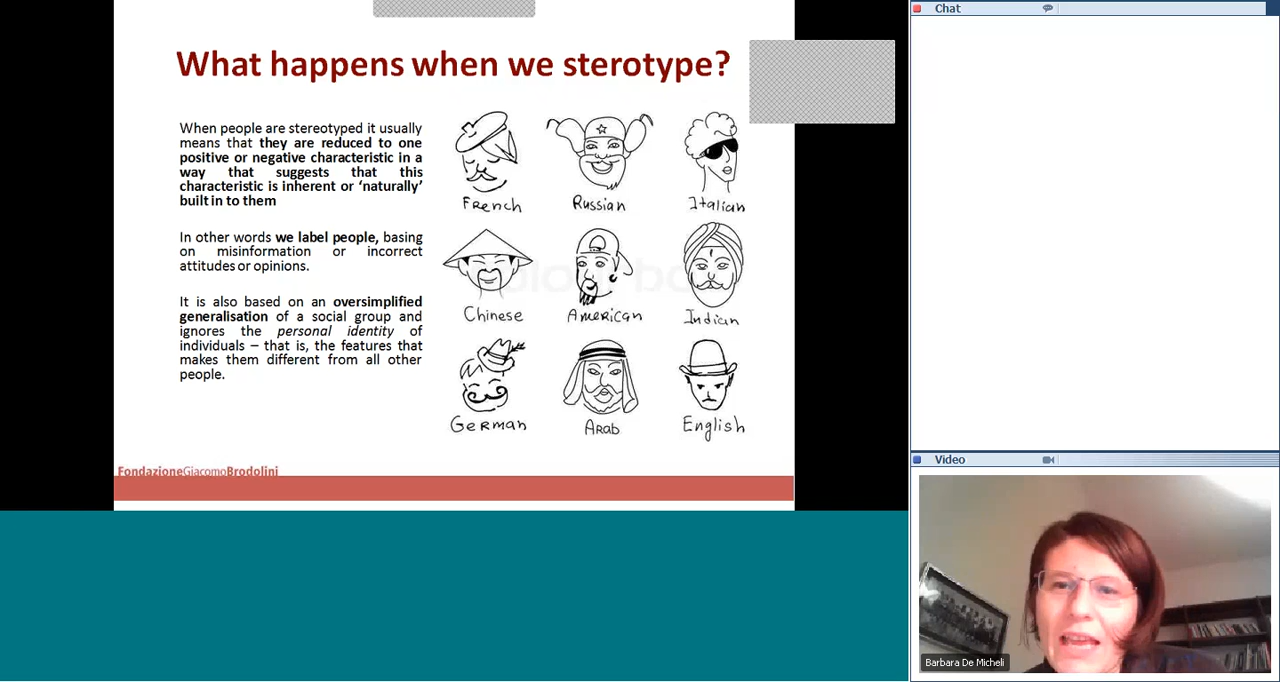 What happens when we sterotype?
When people are stereotyped it usually
means that they are reduced to one
positive or negative characteristic in a
way that suggests that this
characteristic is inherent or ‘naturally’
built in to them
In other words we label people, basing
on misinformation or incorrect
attitudes or opinions.
It is also based on an oversimplified
generalisation of a social group and
ignores the personal identity of
individuals – that is, the features that
makes them different from all other
people.
French Russian Italian
Chinese American Indian
German Arab English
FondazioneGiacomoBrodolini
Chat
Video
Barbara De Micheli